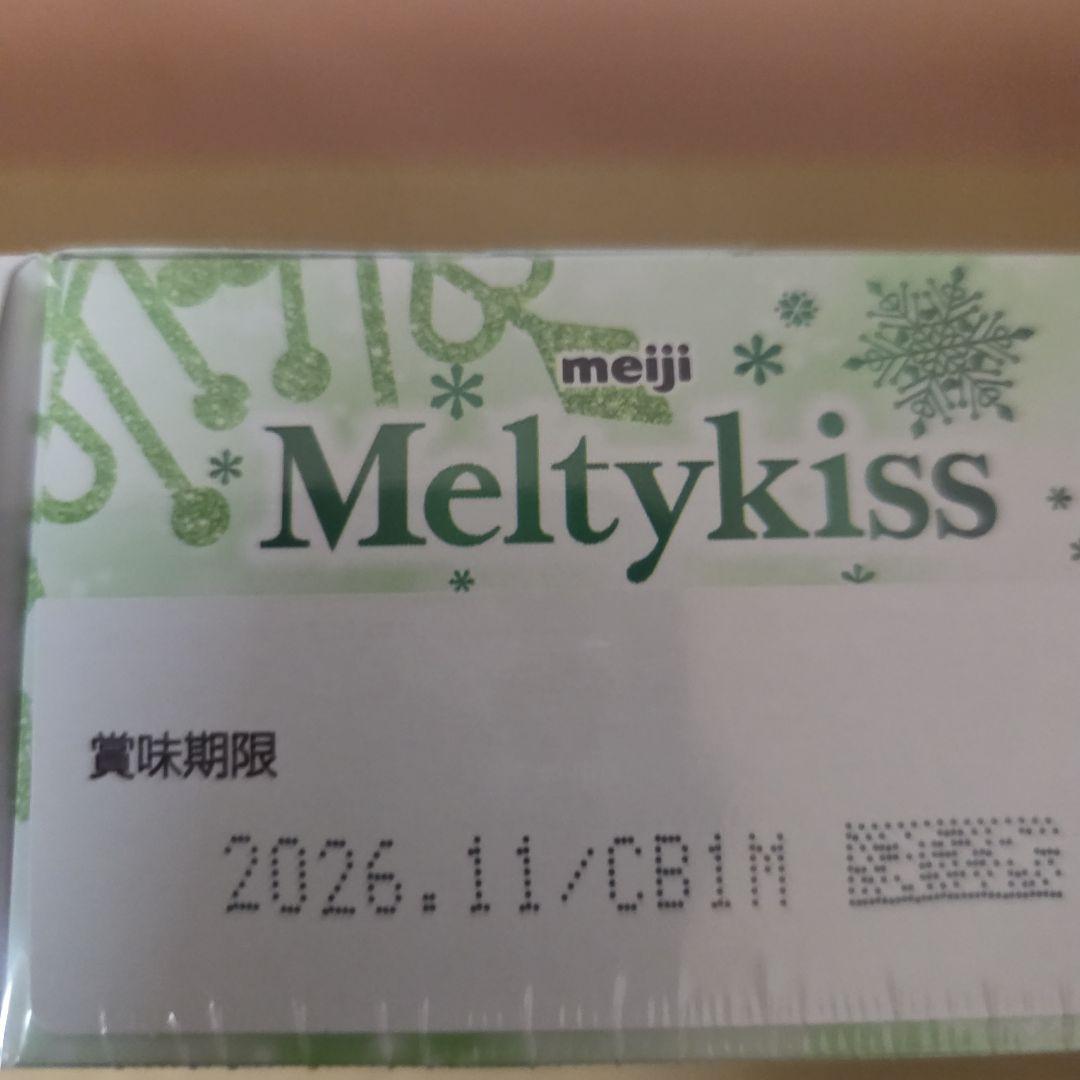 meiji
Meltykiss
賞味期限
2026.11/CB1M